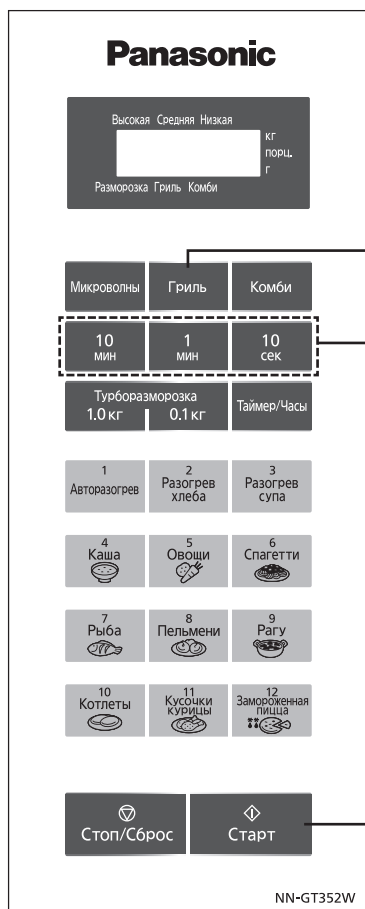 Panasonic
Высокая Средняя Низкая
кг
порц.
г
Разморозка Гриль Комби
Микроволны Гриль Комби
10 1 10
мин мин сек
Турборазморозка
1.0 кг 0.1 кг Таймер/Часы
1 2 3
Авторазогрев Разогрев хлеба Разогрев супа
4 5 6
Каша Овощи Спагетти
7 8 9
Рыба Пельмени Рагу
10 11 12
Котлеты Кусочки курицы Замороженная пицца
Стоп/Сброс Старт
NN-GT352W